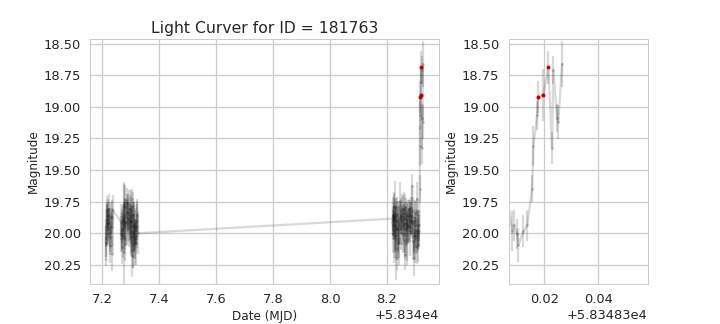 Light Curver for ID = 181763
Magnitude
18.50
18.75
19.00
19.25
19.50
19.75
20.00
20.25
7.2 7.4 7.6 7.8 8.0 8.2
Date (MJD)
+5.834e4
Magnitude
18.50
18.75
19.00
19.25
19.50
19.75
20.00
20.25
0.02 0.04
+5.83483e4